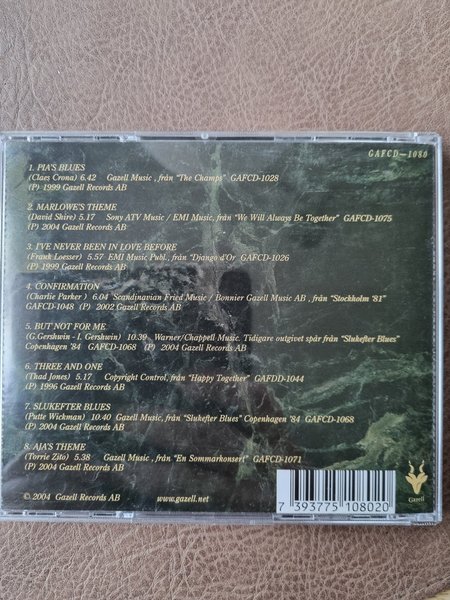 GAFCD-1080
1. PIA'S BLUES
(Claes Crona) 6.42 Gazell Music, från "The Champs" GAFCD-1028
(P) 1999 Gazell Records AB
2. MARLOWE'S THEME
(David Shire) 5.17 Sony ATV Music / EMI Music, från "We Will Always Be Together" GAFCD-1075
(P) 2004 Gazell Records AB
3. I'VE NEVER BEEN IN LOVE BEFORE
(Frank Loesser) 5.57 EMI Music Publ., från "Django d'Or" GAFCD-1026
(P) 1999 Gazell Records AB
4. CONFIRMATION
(Charlie Parker ) 6.04 Scandinavian Fried Music / Bonnier Gazell Music AB , från "Stockholm '81"
GAFCD-1048 (P) 2002 Gazell Records AB
5. BUT NOT FOR ME
(G.Gershwin - I. Gershwin) 10.39 Warner/Chappell Music. Tidigare outgivet spår från "Slukefter Blues"
Copenhagen '84 GAFCD-1068 (P) 2004 Gazell Records AB
6. THREE AND ONE
(Thad Jones) 5.17 Copyright Control, från "Happy Together" GAFDD-1044
(P) 1996 Gazell Records AB
7. SLUKEFTER BLUES
(Putte Wickman) 10.40 Gazell Music, från "Slukefter Blues" Copenhagen '84 GAFCD-1068
(P) 2004 Gazell Records AB
8. AJA'S THEME
(Torrie Zito) 5.38 Gazell Music , från "En Sommarkonsert" GAFCD-1071
(P) 2004 Gazell Records AB
© 2004 Gazell Records AB www.gazell.net
7 393775 108020
Gazell